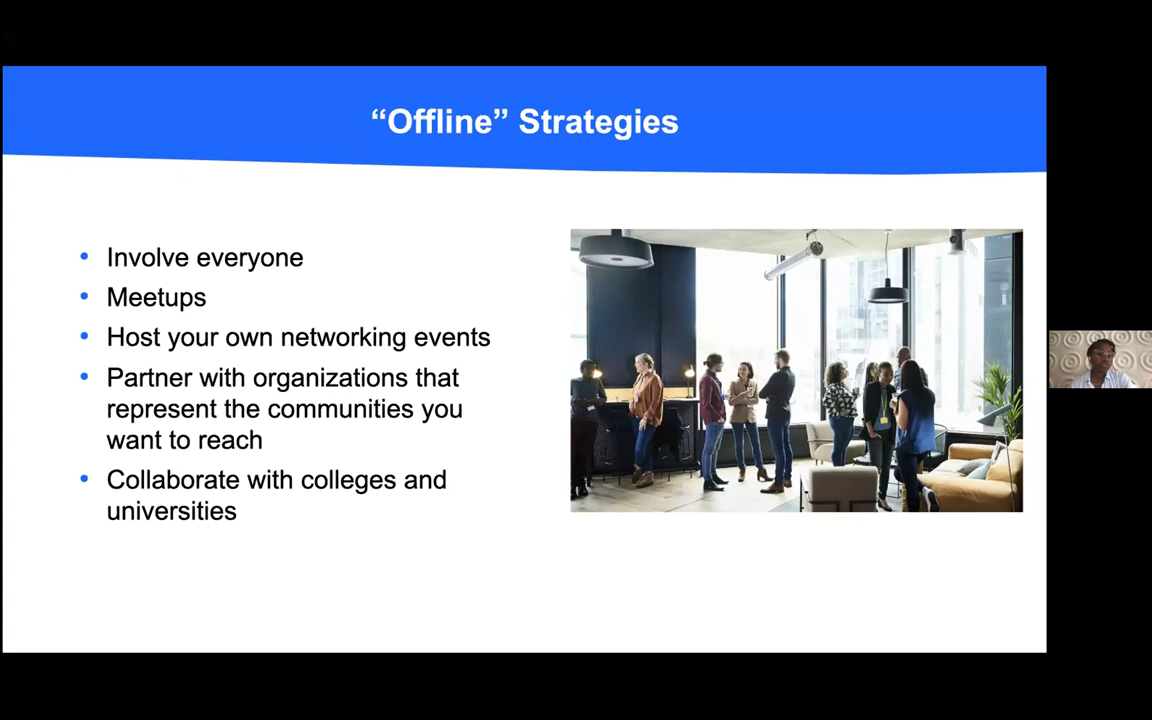 “Offline” Strategies
• Involve everyone
• Meetups
• Host your own networking events
• Partner with organizations that
represent the communities you
want to reach
• Collaborate with colleges and
universities